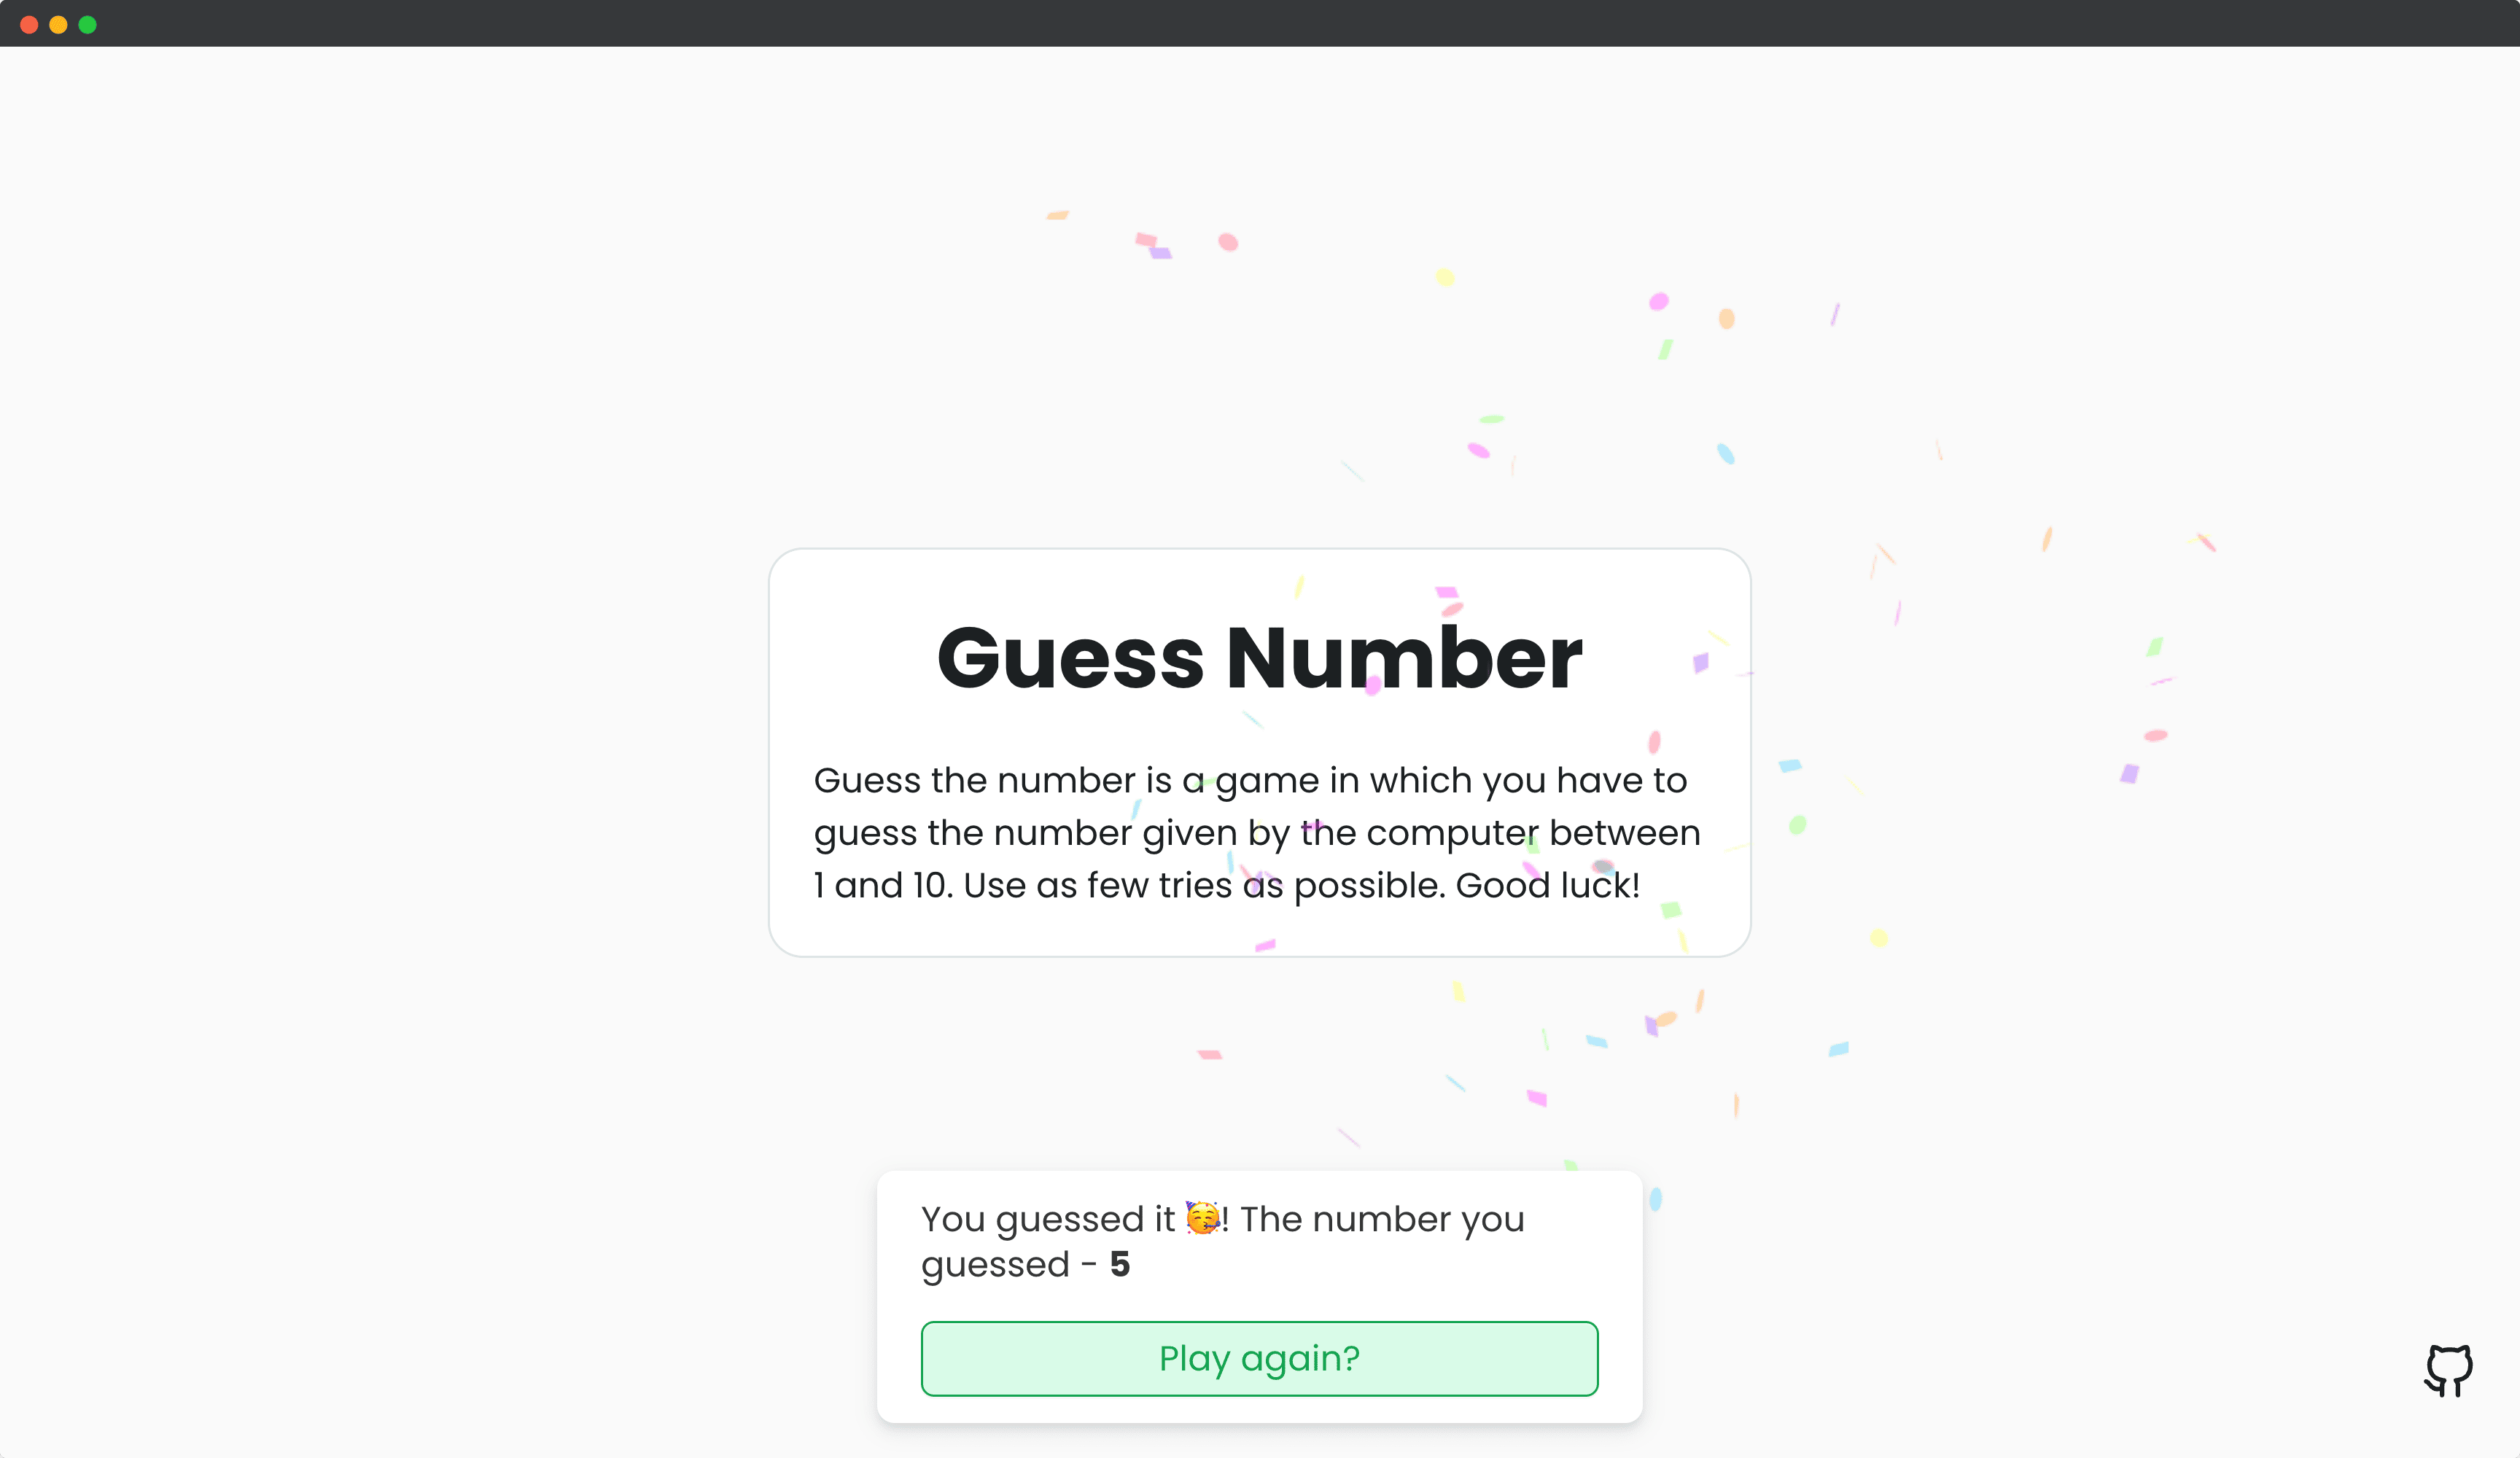 Guess Number
Guess the number is a game in which you have to
guess the number given by the computer between
1 and 10. Use as few tries as possible. Good luck!
You guessed it 🥳! The number you
guessed - 5
Play again?